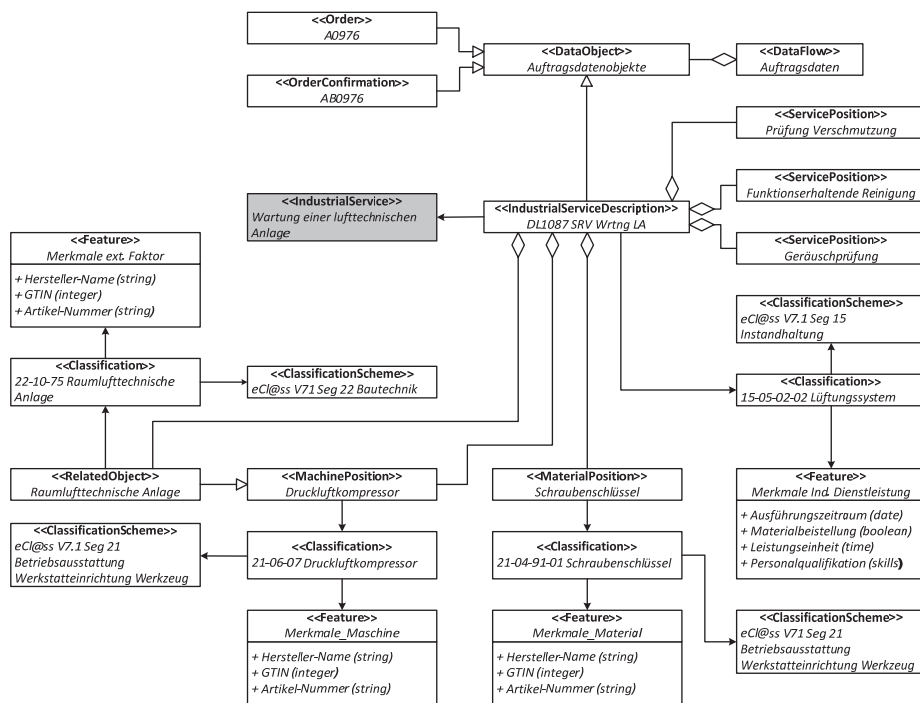 <<Order>>
A0976
<<OrderConfirmation>>
AB0976
<<DataObject>>
Auftragsdatenobjekte
<<DataFlow>>
Auftragsdaten
<<ServicePosition>>
Prüfung Verschmutzung
<<ServicePosition>>
Funktionserhaltende Reinigung
<<ServicePosition>>
Geräuschprüfung
<<IndustrialService>>
Wartung einer lufttechnischen
Anlage
<<IndustrialServiceDescription>>
DL1087 SRV Wrtng LA
<<Feature>>
Merkmale ext. Faktor
+ Hersteller-Name (string)
+ GTIN (integer)
+ Artikel-Nummer (string)
<<Classification>>
22-10-75 Raumlufttechnische
Anlage
<<ClassificationScheme>>
eCl@ss V71 Seg 22 Bautechnik
<<ClassificationScheme>>
eCl@ss V7.1 Seg 15
Instandhaltung
<<Classification>>
15-05-02-02 Lüftungssystem
<<RelatedObject>>
Raumlufttechnische Anlage
<<MachinePosition>>
Druckluftkompressor
<<MaterialPosition>>
Schraubenschlüssel
<<Feature>>
Merkmale Ind. Dienstleistung
+ Ausführungszeitraum (date)
+ Materialbeistellung (boolean)
+ Leistungseinheit (time)
+ Personalqualifikation (skills)
<<ClassificationScheme>>
eCl@ss V7.1 Seg 21
Betriebsausstattung
Werkstatteinrichtung Werkzeug
<<Classification>>
21-06-07 Druckluftkompressor
<<Classification>>
21-04-91-01 Schraubenschlüssel
<<Feature>>
Merkmale_Maschine
+ Hersteller-Name (string)
+ GTIN (integer)
+ Artikel-Nummer (string)
<<Feature>>
Merkmale_Material
+ Hersteller-Name (string)
+ GTIN (integer)
+ Artikel-Nummer (string)
<<ClassificationScheme>>
eCl@ss V71 Seg 21
Betriebsausstattung
Werkstatteinrichtung Werkzeug